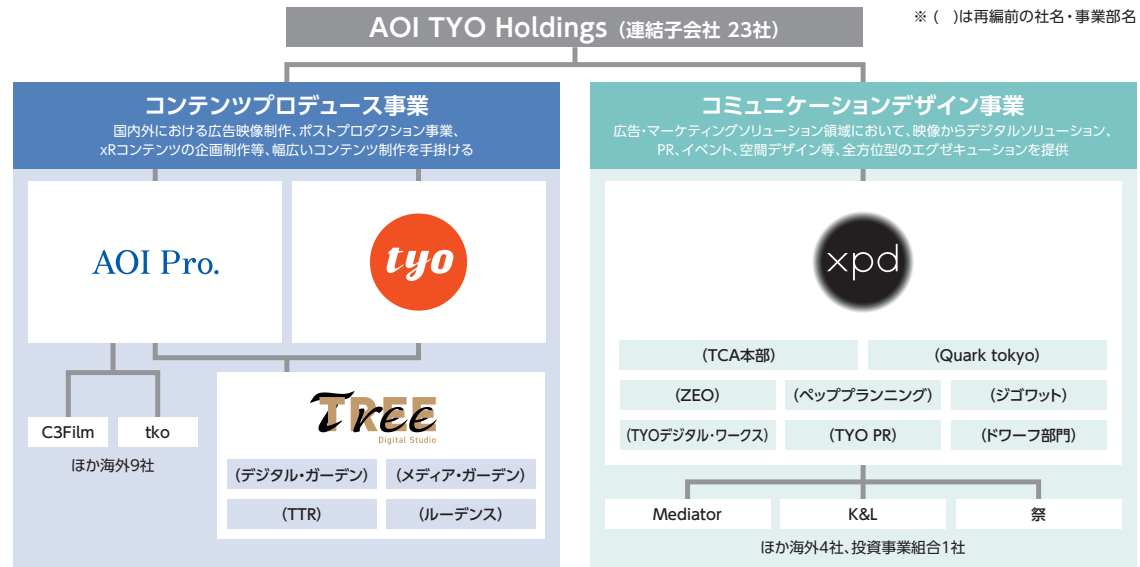 ※（　）は再編前の社名・事業部名
AOI TYO Holdings（連結子会社 23社）
コンテンツプロデュース事業
国内外における広告映像制作、ポストプロダクション事業、
xRコンテンツの企画制作等、幅広いコンテンツ制作を手掛ける
AOI Pro.
tyo
C3Film
tko
ほか海外9社
TREE
Tree
Digital Studio
（デジタル・ガーデン）
（メディア・ガーデン）
（TTR）
（ルーデンス）
コミュニケーションデザイン事業
広告・マーケティングソリューション領域において、映像からデジタルソリューション、
PR、イベント、空間デザイン等、全方位型のエグゼキューションを提供
xpd
（TCA本部）
（Quark tokyo）
（ZEO）
（ペッププランニング）
（ジゴワット）
（TYOデジタル・ワークス）
（TYO PR）
（ドワーフ部門）
Mediator
K&L
祭
ほか海外4社、投資事業組合1社